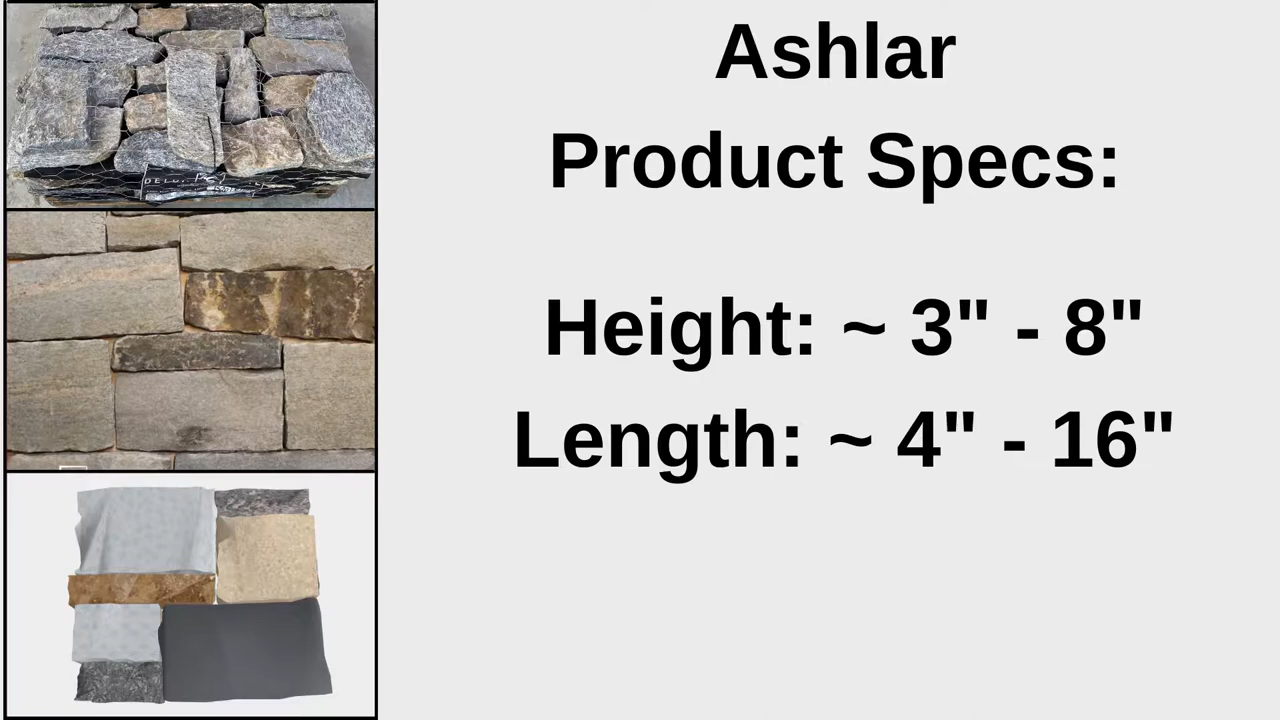 Ashlar
Product Specs:
Height: ~ 3" - 8"
Length: ~ 4" - 16"